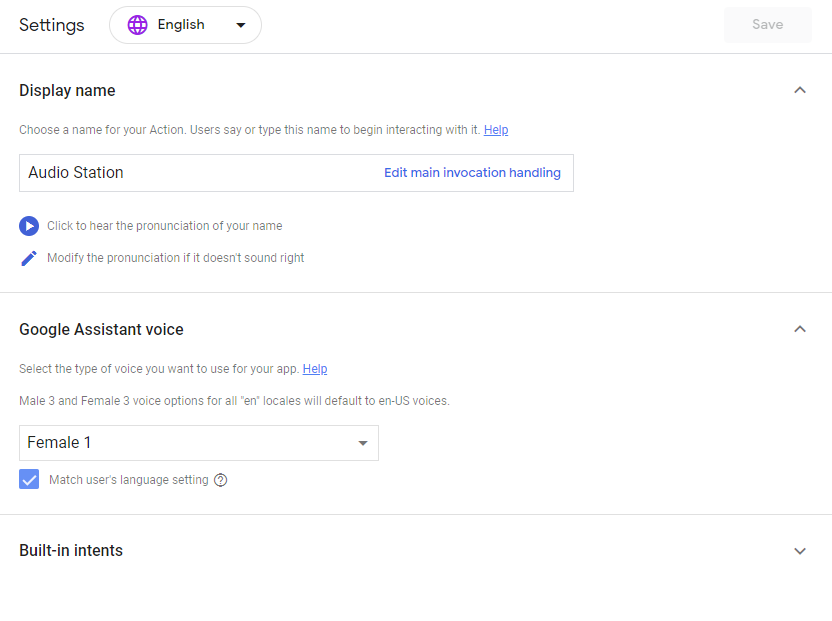 Settings English Save
Display name
Choose a name for your Action. Users say or type this name to begin interacting with it. Help
Audio Station Edit main invocation handling
Click to hear the pronunciation of your name
Modify the pronunciation if it doesn't sound right
Google Assistant voice
Select the type of voice you want to use for your app. Help
Male 3 and Female 3 voice options for all "en" locales will default to en-US voices.
Female 1
Match user's language setting ?
Built-in intents